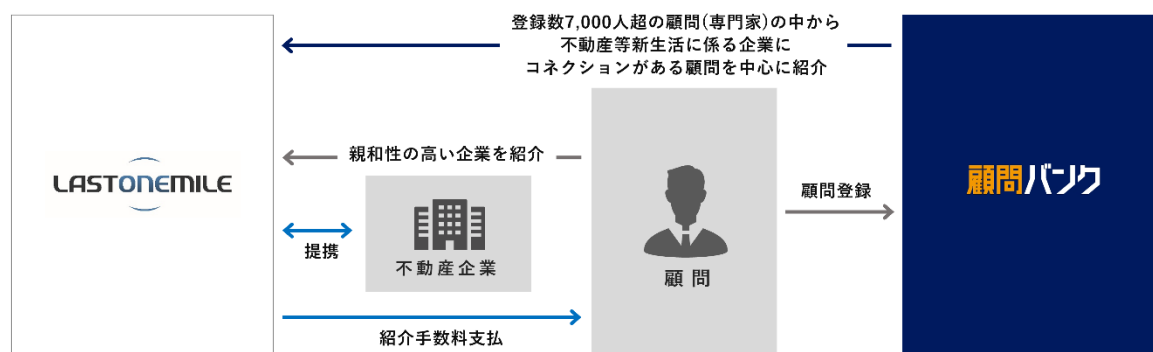 登録数7,000人超の顧問(専門家)の中から
不動産等新生活に係る企業に
コネクションがある顧問を中心に紹介
親和性の高い企業を紹介
LASTONEMILE
顧問バンク
顧問登録
提携
不動産企業
顧問
紹介手数料支払